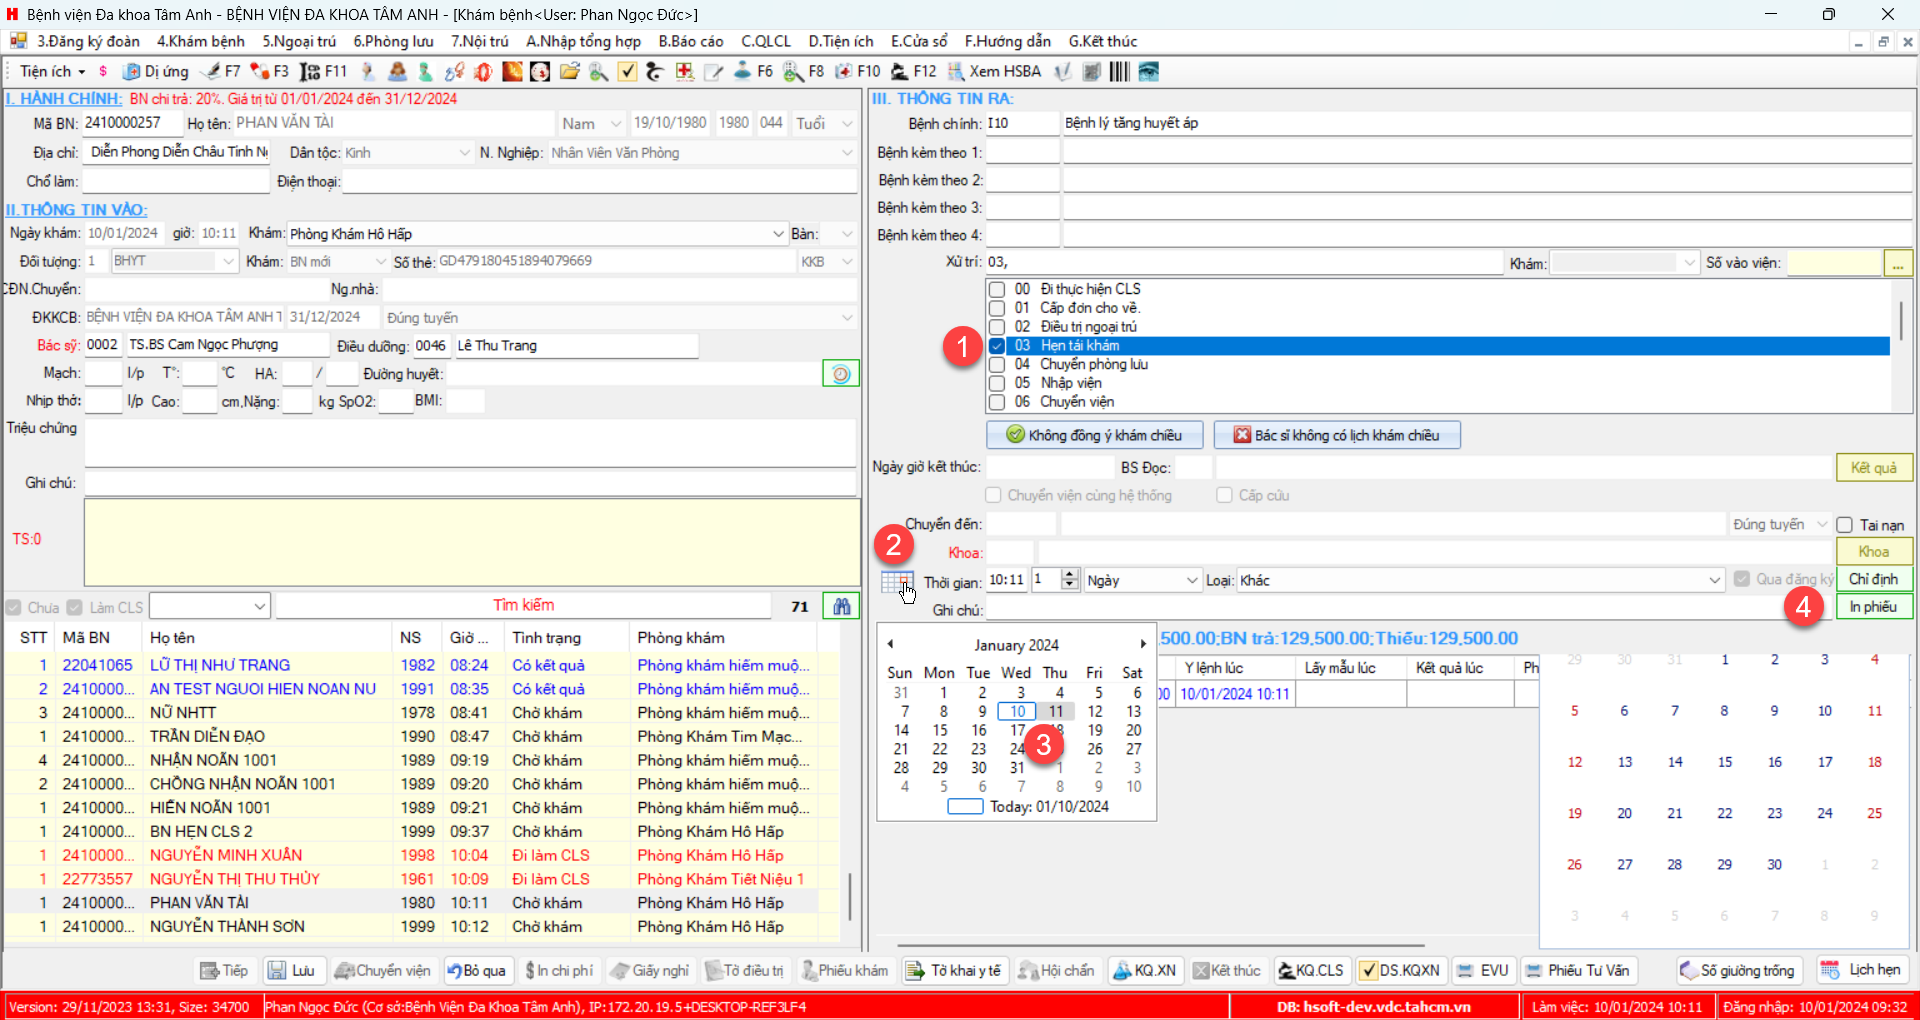 Bệnh viện Đa khoa Tâm Anh - BỆNH VIỆN ĐA KHOA TÂM ANH - [Khám bệnh<User: Phan Ngọc Đức>]
3.Đăng ký đoàn 4.Khám bệnh 5.Ngoại trú 6.Phòng lưu 7.Nội trú A.Nhập tổng hợp B.Báo cáo C.QLCL D.Tiện ích E.Cửa sổ F.Hướng dẫn G.Kết thúc
Tiện ích $ Dị ứng F7 F3 F11 F6 F8 F10 F12 Xem HSBA
I. HÀNH CHÍNH: BN chi trả: 20%. Giá trị từ 01/01/2024 đến 31/12/2024
Mã BN: 2410000257 Họ tên: PHAN VĂN TÀI Nam 19/10/1980 1980 044 Tuổi
Địa chỉ: Diễn Phong Diễn Châu Tỉnh N Dân tộc: Kinh N. Nghiệp: Nhân Viên Văn Phòng
Chổ làm: Điện thoại:
II.THÔNG TIN VÀO:
Ngày khám: 10/01/2024 giờ: 10:11 Khám: Phòng Khám Hô Hấp Bàn:
Đối tượng: 1 BHYT Khám: BN mới Số thẻ: GD479180451894079669 KKB
CĐN.Chuyển: Ng.nhà:
ĐKKCB: BỆNH VIỆN ĐA KHOA TÂM ANH T 31/12/2024 Đúng tuyến
Bác sỹ: 0002 TS.BS Cam Ngọc Phượng Điều dưỡng: 0046 Lê Thu Trang
Mạch: l/p T°: °C HA: / Đường huyết:
Nhịp thở: l/p Cao: cm,Nặng: kg SpO2: BMI:
Triệu chứng
Ghi chú:
TS:0
Chưa Làm CLS Tìm kiếm 71
STT Mã BN Họ tên NS Giờ ... Tình trạng Phòng khám
1 22041065 LỮ THỊ NHƯ TRANG 1982 08:24 Có kết quả Phòng khám hiếm muộ...
2 2410000... AN TEST NGUOI HIEN NOAN NU 1991 08:35 Có kết quả Phòng khám hiếm muộ...
3 2410000... NỮ NHTT 1978 08:41 Chờ khám Phòng khám hiếm muộ...
1 2410000... TRẦN DIỄN ĐẠO 1990 08:47 Chờ khám Phòng Khám Tim Mạc...
4 2410000... NHẬN NOÃN 1001 1989 09:19 Chờ khám Phòng khám hiếm muộ...
2 2410000... CHỒNG NHẬN NOÃN 1001 1989 09:20 Chờ khám Phòng khám hiếm muộ...
1 2410000... HIẾN NOÃN 1001 1989 09:21 Chờ khám Phòng khám hiếm muộ...
1 2410000... BN HẸN CLS 2 1999 09:37 Chờ khám Phòng Khám Hô Hấp
1 2410000... NGUYỄN MINH XUÂN 1998 10:04 Đi làm CLS Phòng Khám Hô Hấp
1 22773557 NGUYỄN THỊ THU THỦY 1961 10:09 Đi làm CLS Phòng Khám Tiết Niệu 1
1 2410000... PHAN VĂN TÀI 1980 10:11 Chờ khám Phòng Khám Hô Hấp
1 2410000... NGUYỄN THÀNH SƠN 1999 10:12 Chờ khám Phòng Khám Hô Hấp
III. THÔNG TIN RA:
Bệnh chính: I10 Bệnh lý tăng huyết áp
Bệnh kèm theo 1:
Bệnh kèm theo 2:
Bệnh kèm theo 3:
Bệnh kèm theo 4:
Xử trí: 03, Khám: Số vào viện: ...
00 Đi thực hiện CLS
01 Cấp đơn cho về.
02 Điều trị ngoại trú
1 03 Hẹn tái khám
04 Chuyển phòng lưu
05 Nhập viện
06 Chuyển viện
Không đồng ý khám chiều Bác sĩ không có lịch khám chiều
Ngày giờ kết thúc: BS Đọc: Kết quả
Chuyển viện cùng hệ thống Cấp cứu
Chuyển đến: Đúng tuyến Tai nạn
2 Khoa: Khoa
Thời gian: 10:11 1 Ngày Loại: Khác Qua đăng ký Chỉ định
Ghi chú: 4 In phiếu
500.00;BN trả:129,500.00;Thiếu:129,500.00
Y lệnh lúc Lấy mẫu lúc Kết quả lúc Ph
00 10/01/2024 10:11
January 2024
Sun Mon Tue Wed Thu Fri Sat
31 1 2 3 4 5 6
7 8 9 10 11 12 13
14 15 16 17 18 19 20
21 22 23 24 3 26 27
28 29 30 31 1 2 3
4 5 6 7 8 9 10
Today: 01/10/2024
29 30 31 1 2 3 4
5 6 7 8 9 10 11
12 13 14 15 16 17 18
19 20 21 22 23 24 25
26 27 28 29 30 1 2
3 4 5 6 7 8 9
Tiếp Lưu Chuyển viện Bỏ qua In chi phí Giấy nghỉ Tờ điều trị Phiếu khám Tờ khai y tế Hội chẩn KQ.XN Kết thúc KQ.CLS DS.KQXN EVU Phiếu Tư Vấn Số giường trống Lịch hẹn
Version: 29/11/2023 13:31, Size: 34700 Phan Ngọc Đức (Cơ sở:Bệnh Viện Đa Khoa Tâm Anh), IP:172.20.19.5+DESKTOP-REF3LF4 DB: hsoft-dev.vdc.tahcm.vn Làm việc: 10/01/2024 10:11 Đăng nhập: 10/01/2024 09:32